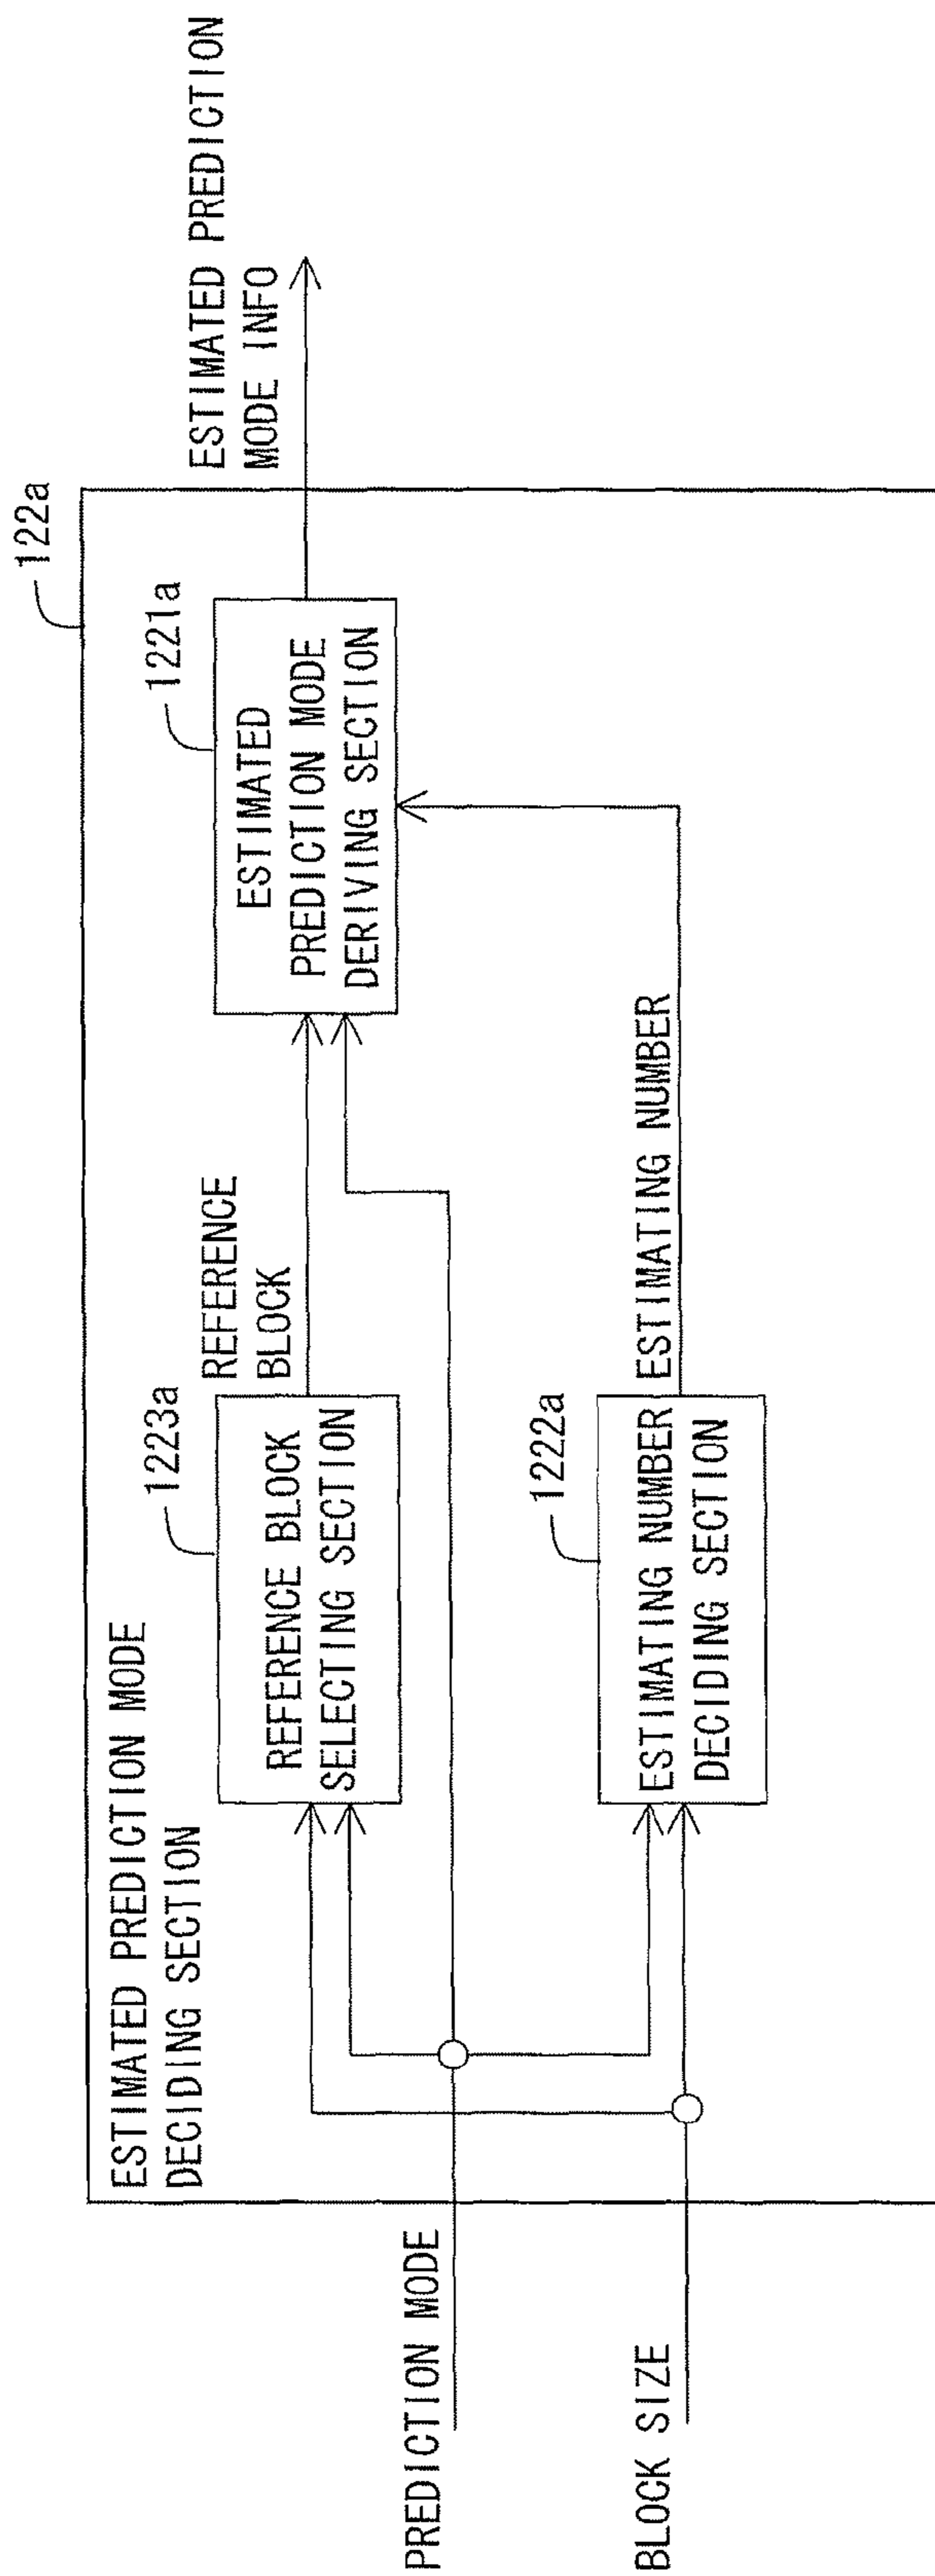 122a
ESTIMATED PREDICTION MODE
DECIDING SECTION
1223a
REFERENCE BLOCK
SELECTING SECTION
REFERENCE
BLOCK
1221a
ESTIMATED
PREDICTION MODE
DERIVING SECTION
ESTIMATED PREDICTION
MODE INFO
PREDICTION MODE
1222a
ESTIMATING NUMBER
DECIDING SECTION
ESTIMATING NUMBER
BLOCK SIZE